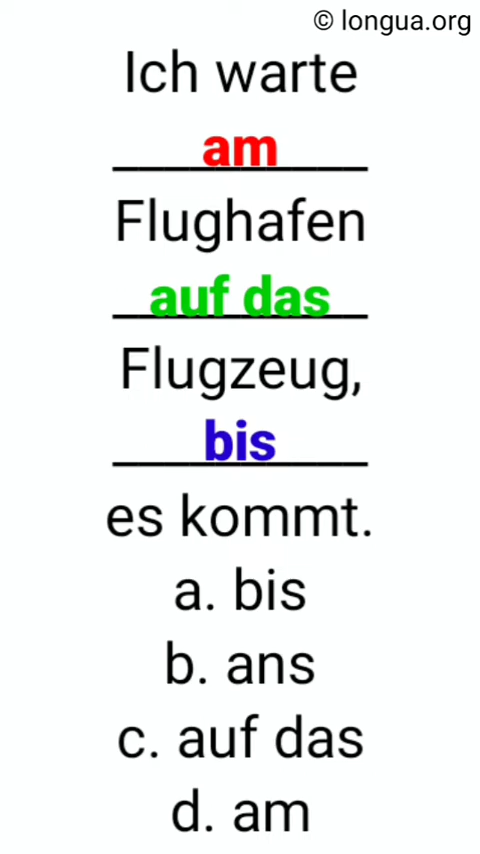 © longua.org
Ich warte
am
Flughafen
auf das
Flugzeug,
bis
es kommt.
a. bis
b. ans
c. auf das
d. am